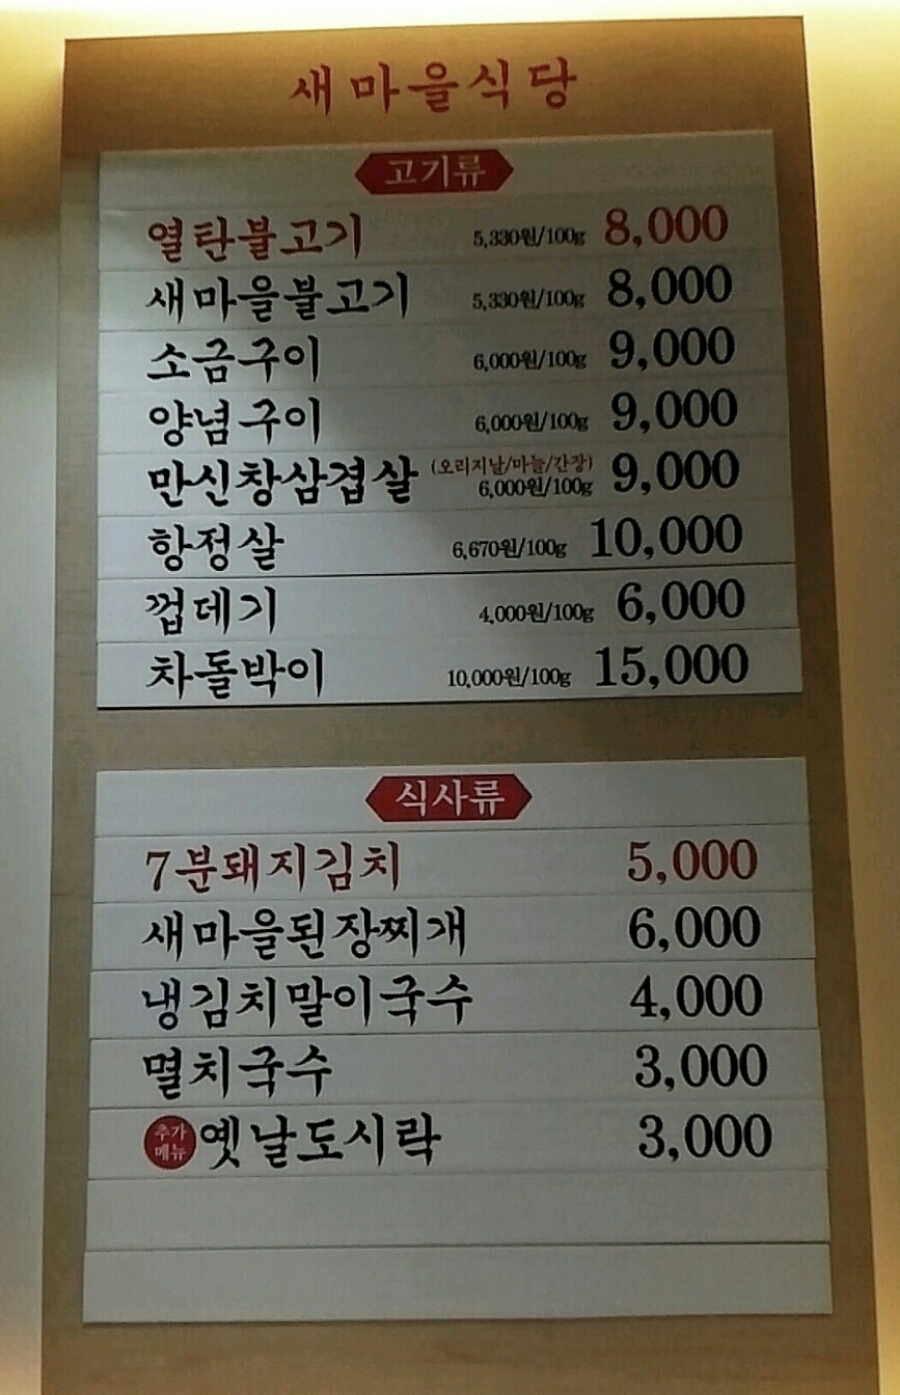 새마을식당
고기류
열탄불고기 5,330원/100g 8,000
새마을불고기 5,330원/100g 8,000
소금구이 6,000원/100g 9,000
양념구이 6,000원/100g 9,000
만신창삼겹살 (오리지날/마늘/간장) 6,000원/100g 9,000
항정살 6,670원/100g 10,000
껍데기 4,000원/100g 6,000
차돌박이 10,000원/100g 15,000
식사류
7분돼지김치 5,000
새마을된장찌개 6,000
냉김치말이국수 4,000
멸치국수 3,000
추가메뉴 옛날도시락 3,000